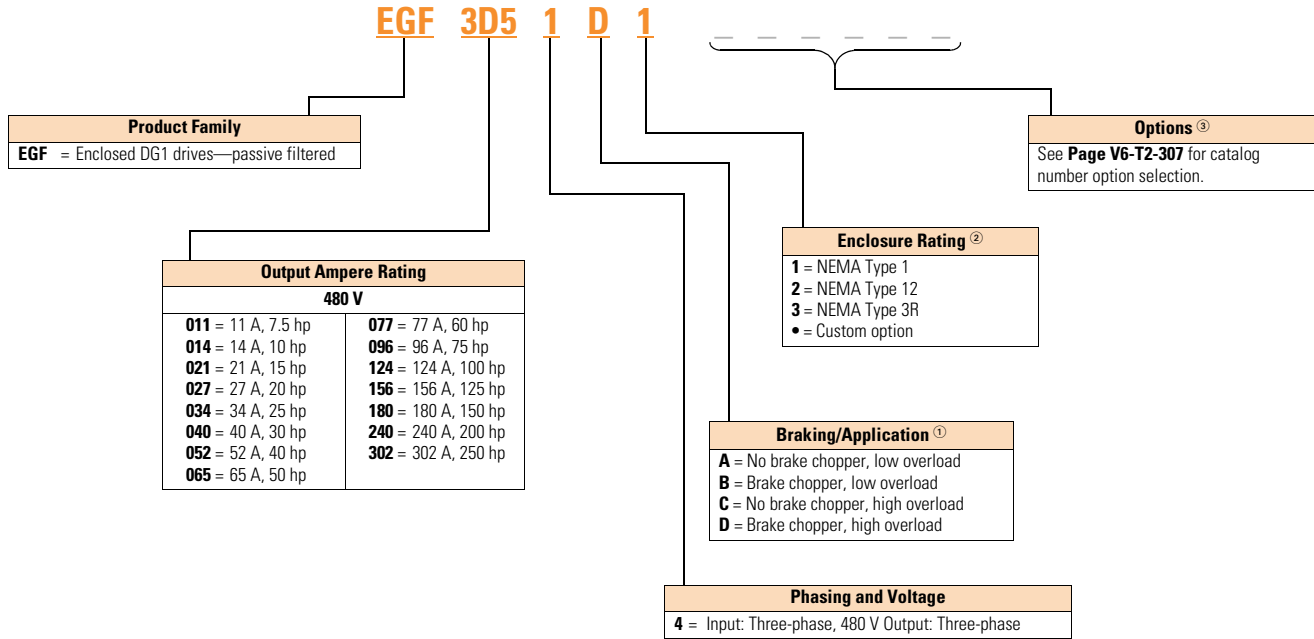 EGF 3D5 1 D 1 _ _ _ _ _
Product Family
EGF = Enclosed DG1 drives—passive filtered
Options ③
See Page V6-T2-307 for catalog
number option selection.
Enclosure Rating ②
1 = NEMA Type 1
2 = NEMA Type 12
3 = NEMA Type 3R
• = Custom option
Output Ampere Rating
480 V
011 = 11 A, 7.5 hp
014 = 14 A, 10 hp
021 = 21 A, 15 hp
027 = 27 A, 20 hp
034 = 34 A, 25 hp
040 = 40 A, 30 hp
052 = 52 A, 40 hp
065 = 65 A, 50 hp
077 = 77 A, 60 hp
096 = 96 A, 75 hp
124 = 124 A, 100 hp
156 = 156 A, 125 hp
180 = 180 A, 150 hp
240 = 240 A, 200 hp
302 = 302 A, 250 hp
Braking/Application ①
A = No brake chopper, low overload
B = Brake chopper, low overload
C = No brake chopper, high overload
D = Brake chopper, high overload
Phasing and Voltage
4 = Input: Three-phase, 480 V Output: Three-phase